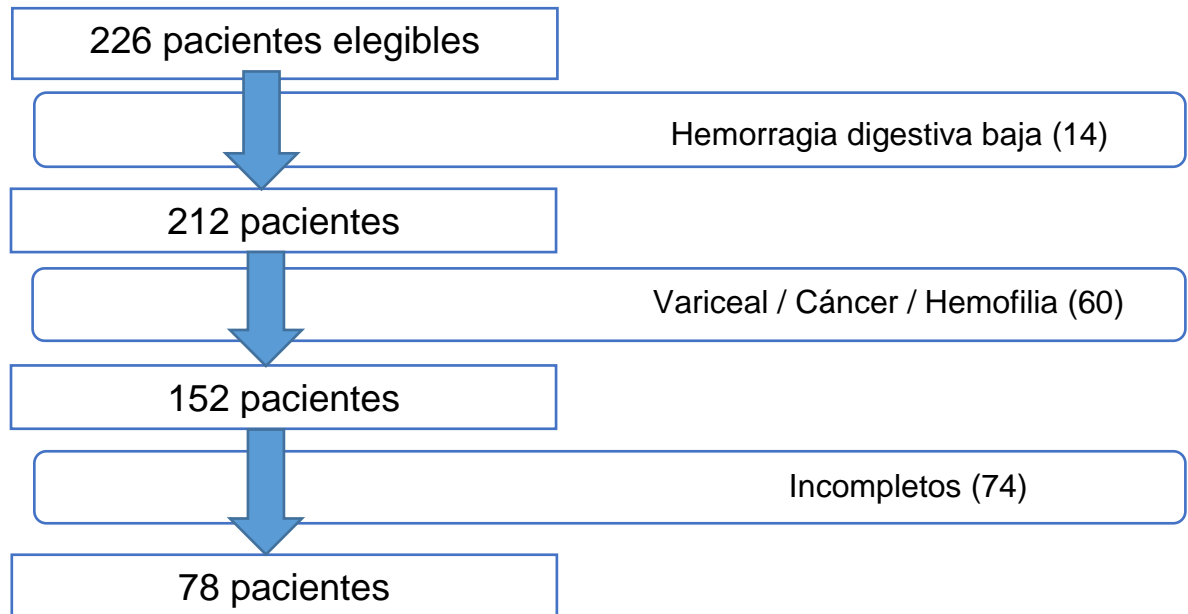 226 pacientes elegibles
Hemorragia digestiva baja (14)
212 pacientes
Variceal / Cáncer / Hemofilia (60)
152 pacientes
Incompletos (74)
78 pacientes